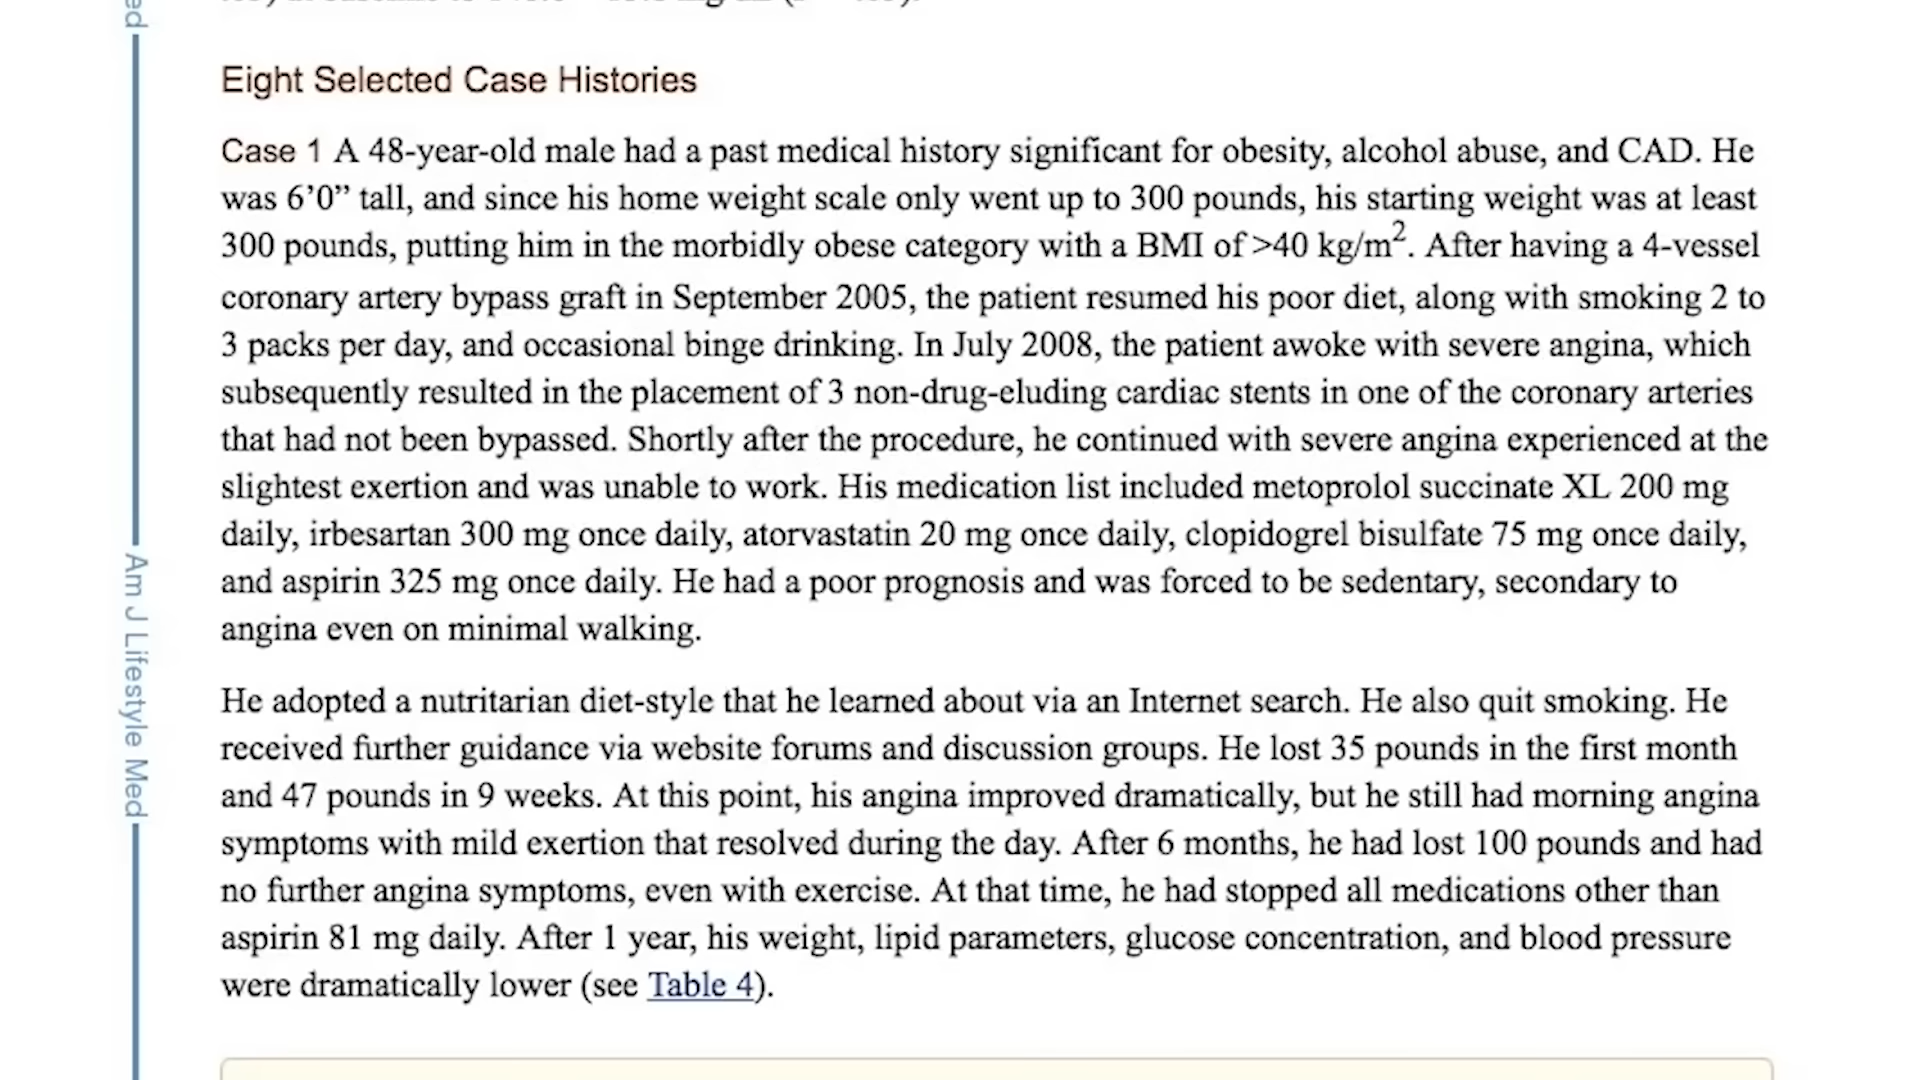 Eight Selected Case Histories
Case 1 A 48-year-old male had a past medical history significant for obesity, alcohol abuse, and CAD. He
was 6’0” tall, and since his home weight scale only went up to 300 pounds, his starting weight was at least
300 pounds, putting him in the morbidly obese category with a BMI of >40 kg/m². After having a 4-vessel
coronary artery bypass graft in September 2005, the patient resumed his poor diet, along with smoking 2 to
3 packs per day, and occasional binge drinking. In July 2008, the patient awoke with severe angina, which
subsequently resulted in the placement of 3 non-drug-eluding cardiac stents in one of the coronary arteries
that had not been bypassed. Shortly after the procedure, he continued with severe angina experienced at the
slightest exertion and was unable to work. His medication list included metoprolol succinate XL 200 mg
daily, irbesartan 300 mg once daily, atorvastatin 20 mg once daily, clopidogrel bisulfate 75 mg once daily,
and aspirin 325 mg once daily. He had a poor prognosis and was forced to be sedentary, secondary to
angina even on minimal walking.
He adopted a nutritarian diet-style that he learned about via an Internet search. He also quit smoking. He
received further guidance via website forums and discussion groups. He lost 35 pounds in the first month
and 47 pounds in 9 weeks. At this point, his angina improved dramatically, but he still had morning angina
symptoms with mild exertion that resolved during the day. After 6 months, he had lost 100 pounds and had
no further angina symptoms, even with exercise. At that time, he had stopped all medications other than
aspirin 81 mg daily. After 1 year, his weight, lipid parameters, glucose concentration, and blood pressure
were dramatically lower (see Table 4).
Am J Lifestyle Med